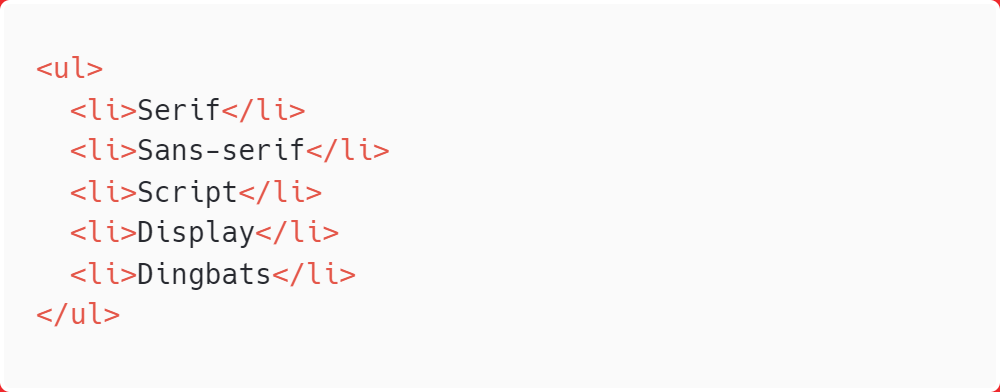 <ul>
  <li>Serif</li>
  <li>Sans-serif</li>
  <li>Script</li>
  <li>Display</li>
  <li>Dingbats</li>
</ul>